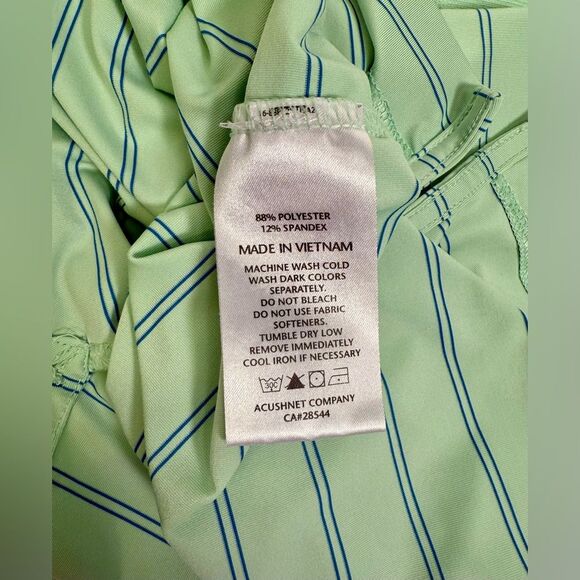 88% POLYESTER
12% SPANDEX
MADE IN VIETNAM
MACHINE WASH COLD
WASH DARK COLORS
SEPARATELY.
DO NOT BLEACH
DO NOT USE FABRIC
SOFTENERS.
TUMBLE DRY LOW
REMOVE IMMEDIATELY
COOL IRON IF NECESSARY
30C
ACUSHNET COMPANY
CA#28544